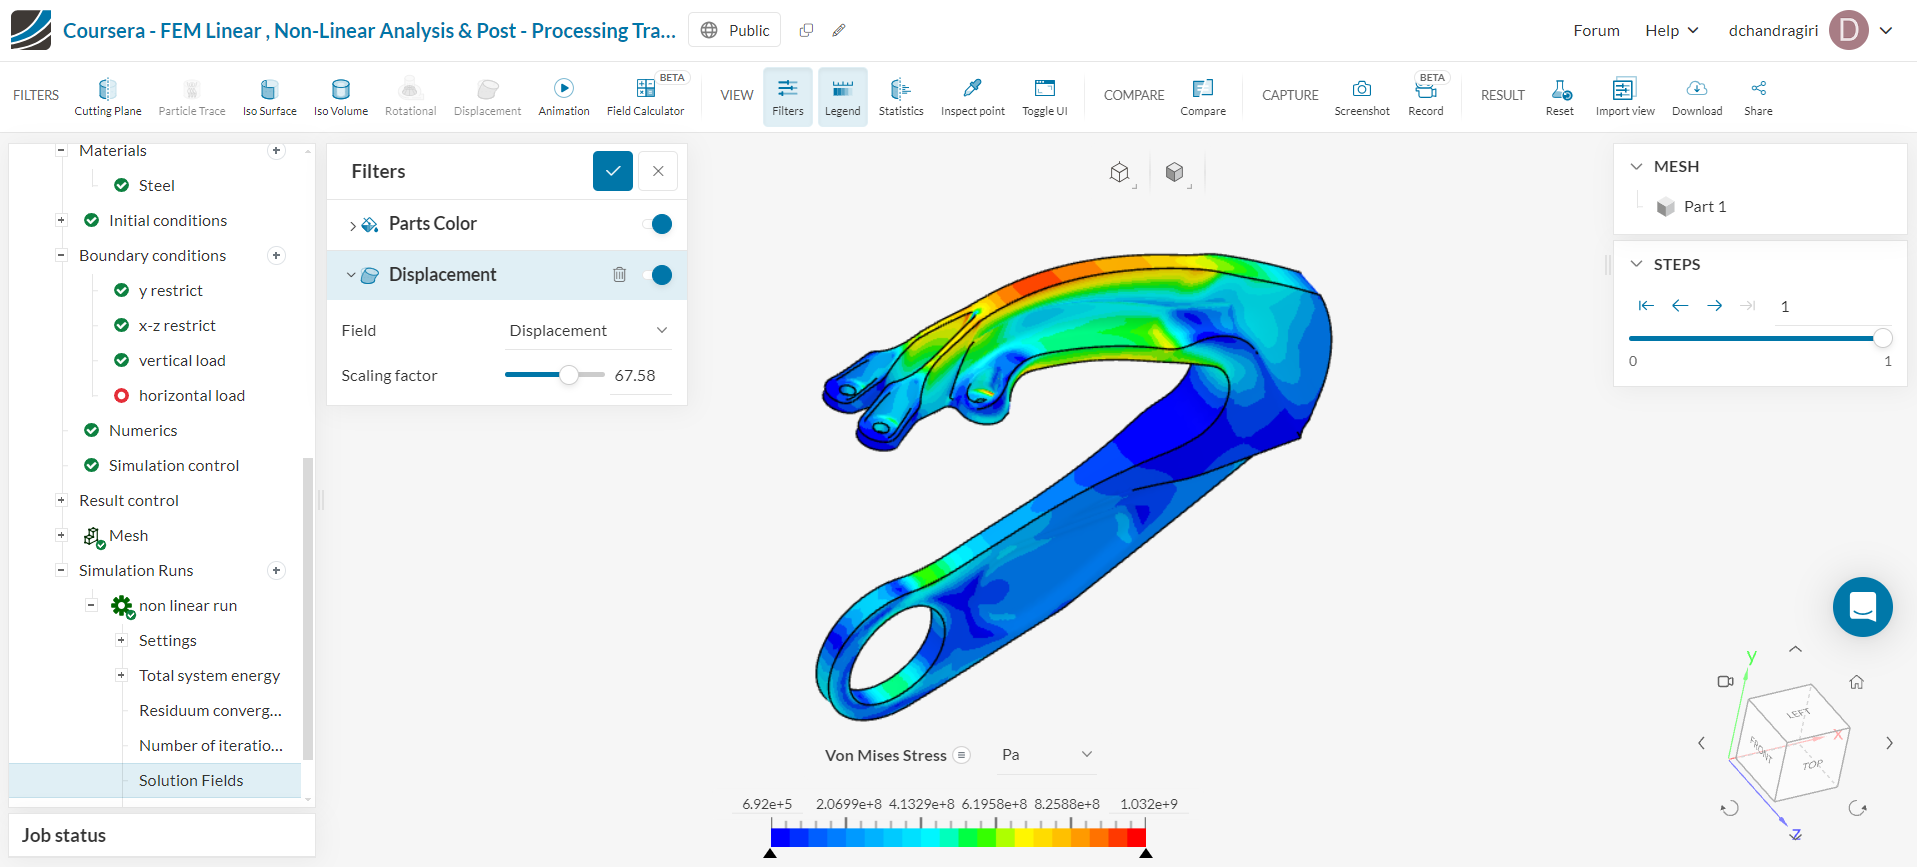 Coursera - FEM Linear , Non-Linear Analysis & Post - Processing Tra...
Public
Forum
Help
dchandragiri
D
FILTERS
Cutting Plane
Particle Trace
Iso Surface
Iso Volume
Rotational
Displacement
Animation
BETA
Field Calculator
VIEW
Filters
Legend
Statistics
Inspect point
Toggle UI
COMPARE
Compare
CAPTURE
Screenshot
BETA
Record
RESULT
Reset
Import view
Download
Share
Materials
Steel
Initial conditions
Boundary conditions
y restrict
x-z restrict
vertical load
horizontal load
Numerics
Simulation control
Result control
Mesh
Simulation Runs
non linear run
Settings
Total system energy
Residuum converg...
Number of iteratio...
Solution Fields
Job status
Filters
Parts Color
Displacement
Field
Displacement
Scaling factor
67.58
MESH
Part 1
STEPS
1
0
1
Von Mises Stress
Pa
6.92e+5
2.0699e+8
4.1329e+8
6.1958e+8
8.2588e+8
1.032e+9
y
LEFT
FRONT
X
TOP
Z